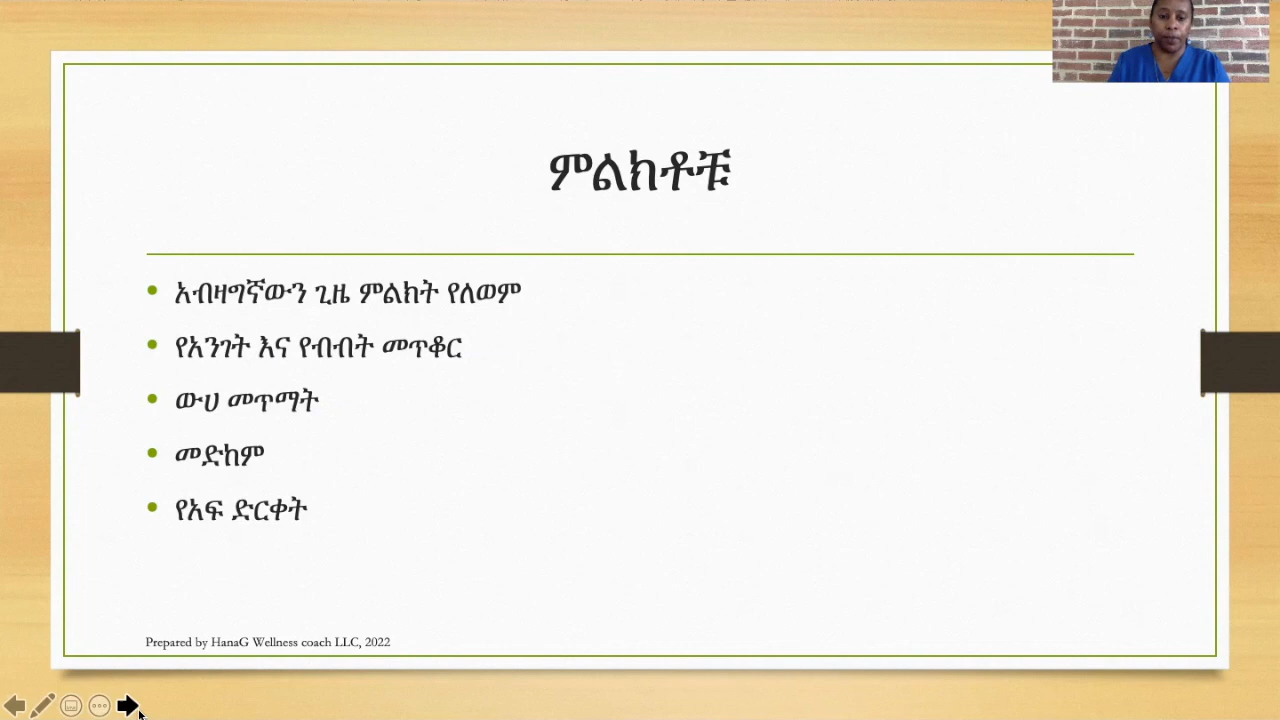 ምልክቶቹ
አብዛግኛውን ጊዜ ምልክት የለወም
የአንገት እና የብብት መጥቆር
ውሀ መጥማት
መድከም
የአፍ ድርቀት
Prepared by HanaG Wellness coach LLC, 2022